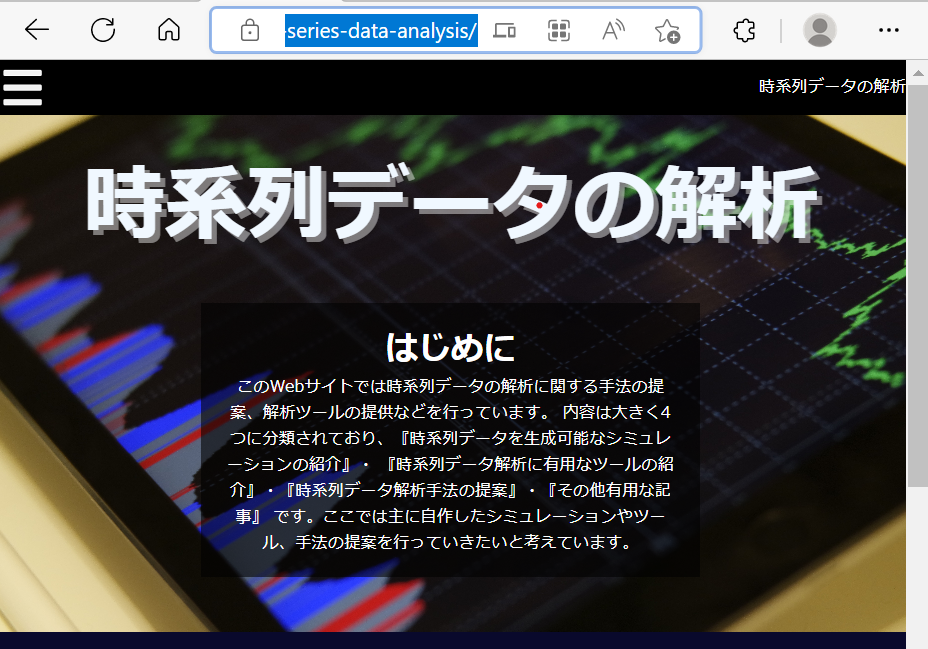 -series-data-analysis/
時系列データの解析
時系列データの解析
はじめに
このWebサイトでは時系列データの解析に関する手法の提
案、解析ツールの提供などを行っています。 内容は大きく4
つに分類されており、『時系列データを生成可能なシミュレ
ーションの紹介』・ 『時系列データ解析に有用なツールの紹
介』・『時系列データ解析手法の提案』・『その他有用な記
事』 です。ここでは主に自作したシミュレーションやツー
ル、手法の提案を行っていきたいと考えています。